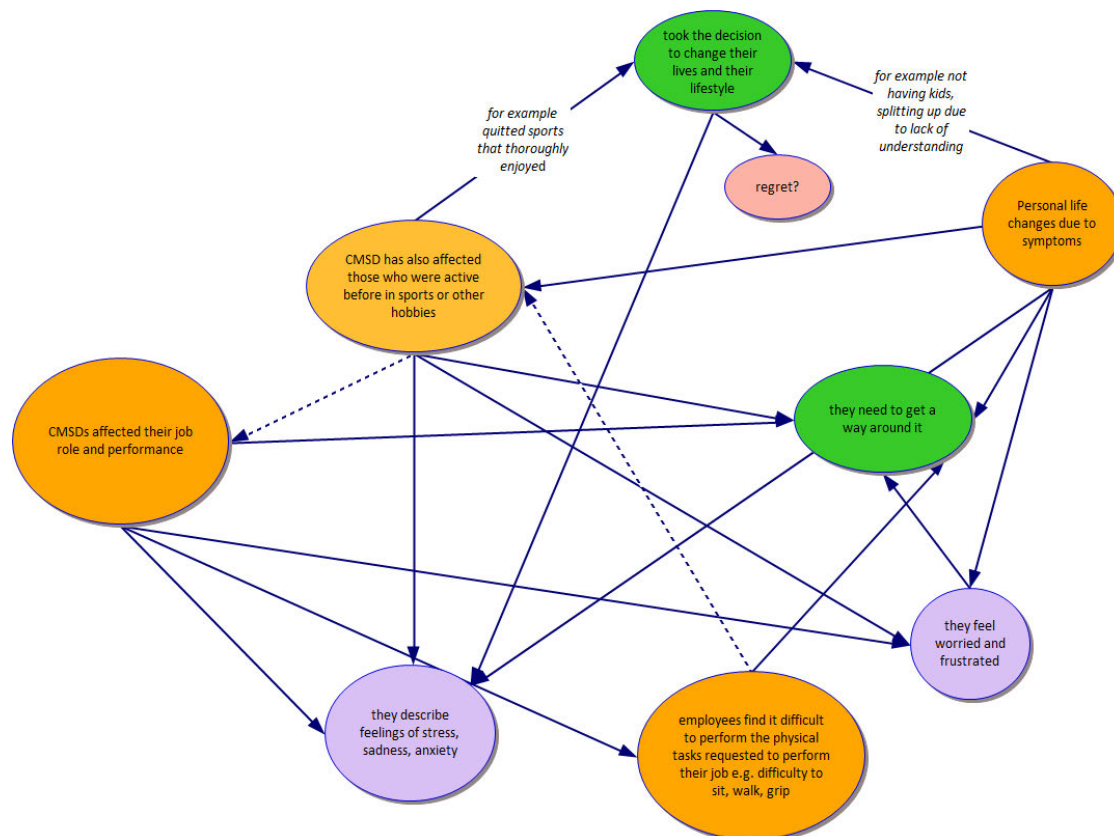 took the decision
to change their
lives and their
lifestyle
for example not
having kids,
splitting up due
to lack of
understanding
for example
quitted sports
that thoroughly
enjoyed
regret?
Personal life
changes due to
symptoms
CMSD has also affected
those who were active
before in sports or other
hobbies
they need to get a
way around it
CMSDs affected their job
role and performance
they feel
worried and
frustrated
they describe
feelings of stress,
sadness, anxiety
employees find it difficult
to perform the physical
tasks requested to perform
their job e.g. difficulty to
sit, walk, grip